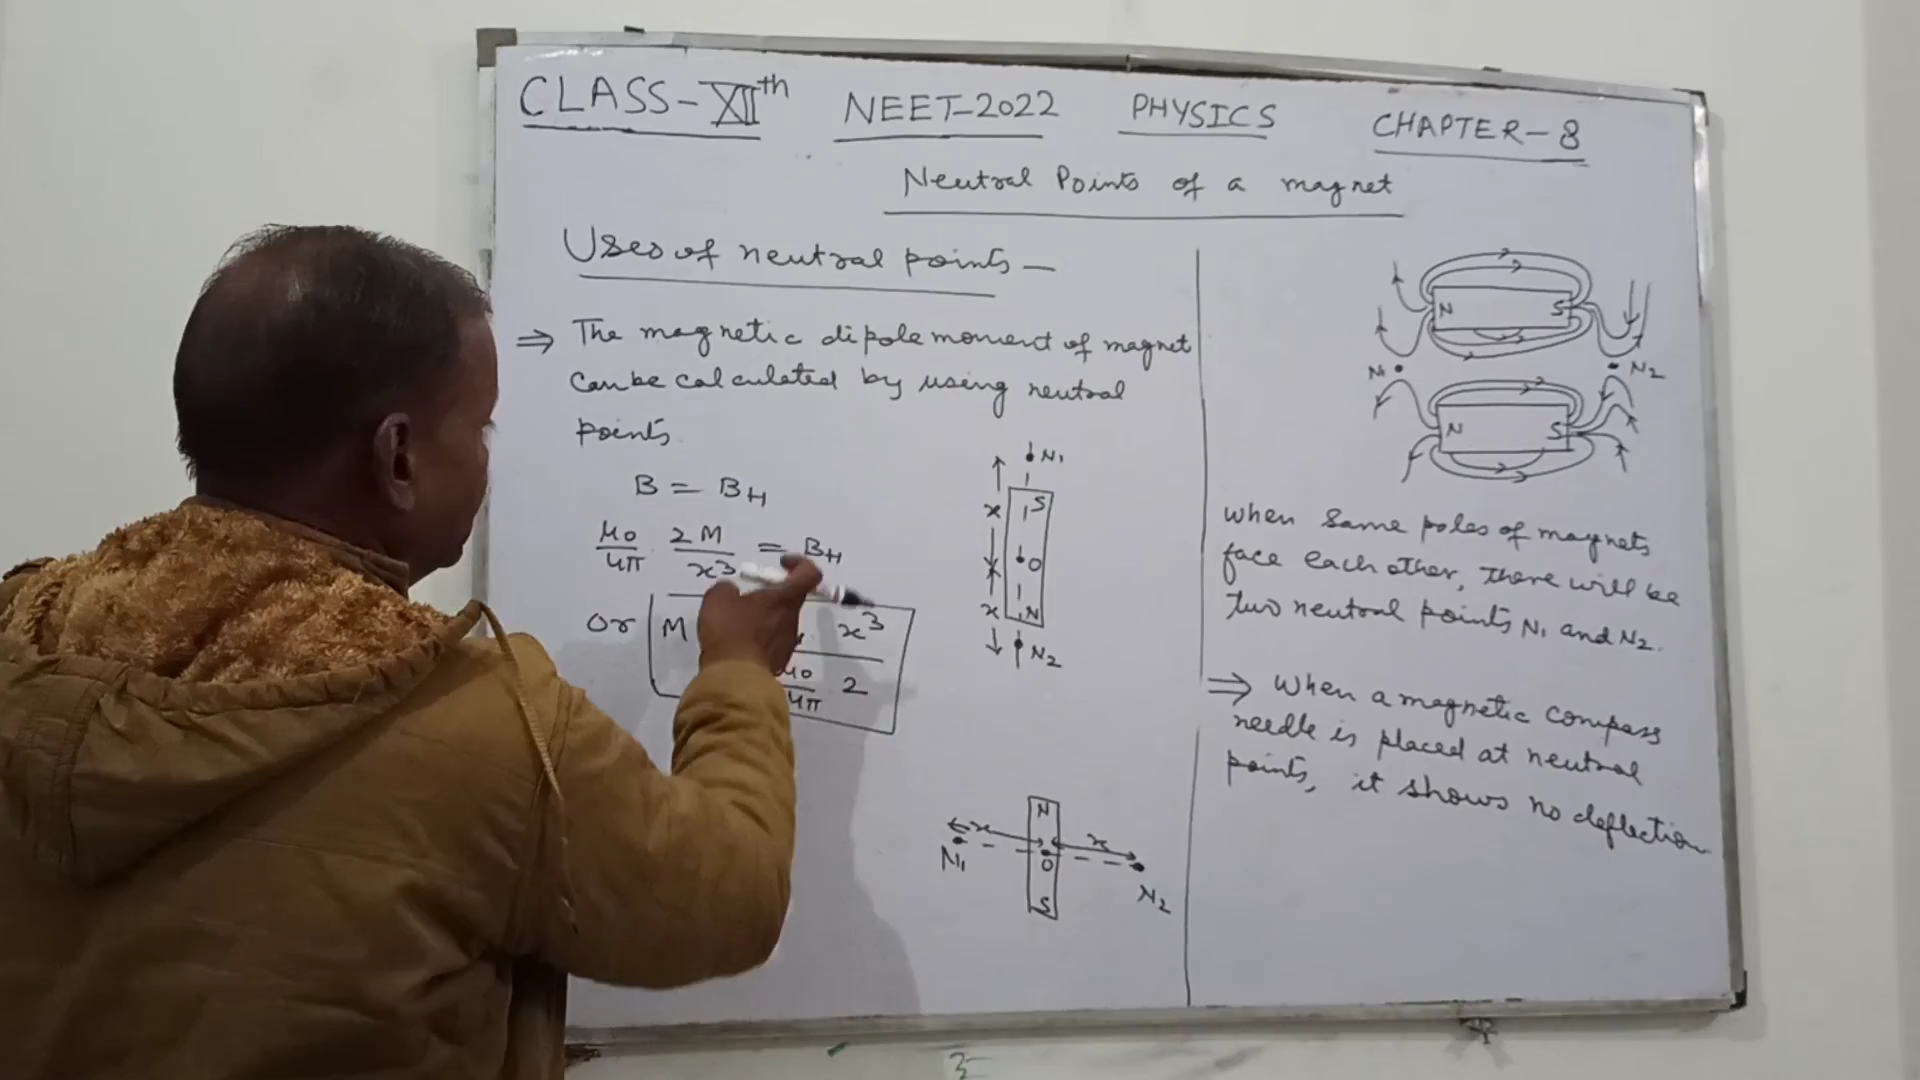 CLASS-XIIth NEET-2022 PHYSICS CHAPTER-8
Neutral Points of a magnet
Uses of neutral points -
⇒ The magnetic dipole moment of magnet
can be calculated by using neutral
points.
B = BH
μ0/4π · 2M/x³ = BH
or M x³
μ0/4π 2
N1
S
x
O
x
N
N2
N
x x
O
N1
N2
S
N S
N1 N2
N S
When same poles of magnets
face each other, there will be
two neutral points N1 and N2.
⇒ When a magnetic compass
needle is placed at neutral
points, it shows no deflection